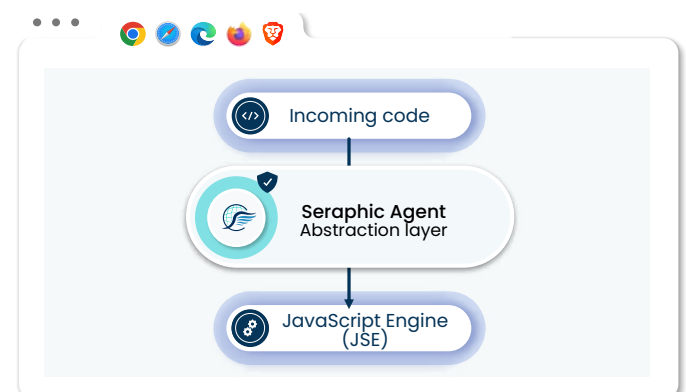 Incoming code
Seraphic Agent
Abstraction layer
JavaScript Engine
(JSE)